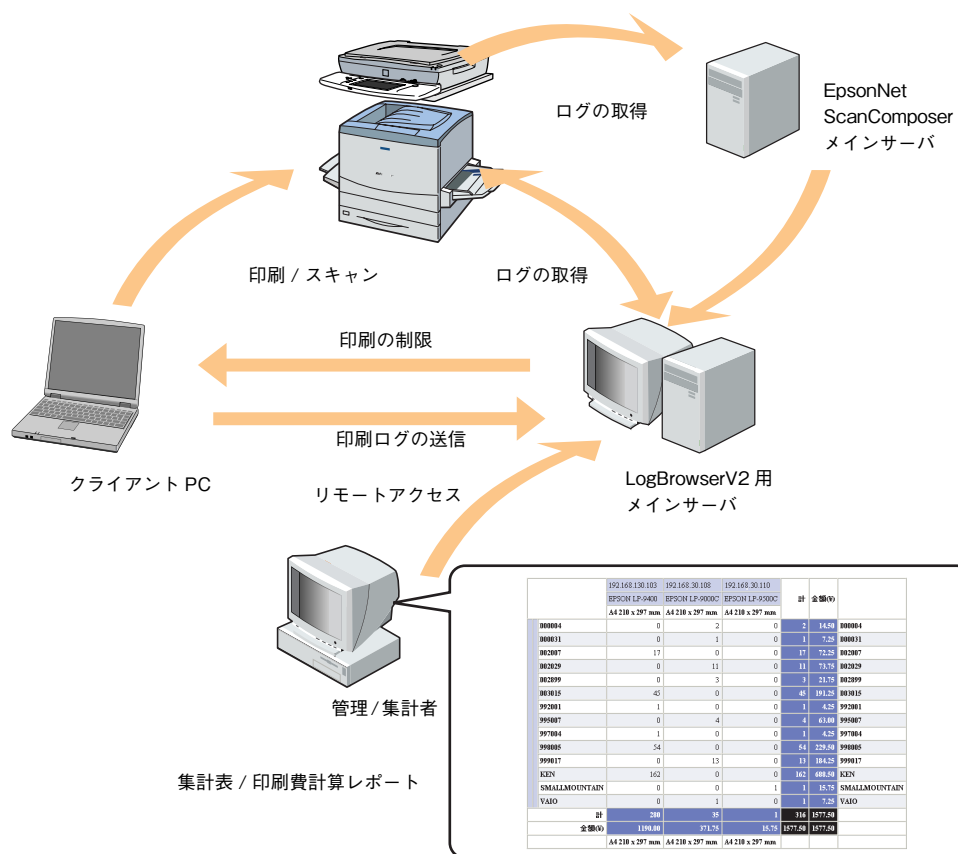 ログの取得
EpsonNet
ScanComposer
メインサーバ
印刷 / スキャン
ログの取得
印刷の制限
印刷ログの送信
クライアント PC
リモートアクセス
LogBrowserV2 用
メインサーバ
管理 / 集計者
集計表 / 印刷費計算レポート
192.168.130.103 192.168.30.108 192.168.30.110
EPSON LP-9400 EPSON LP-9000C EPSON LP-9500C 計 金額(¥)
A4 210 x 297 mm A4 210 x 297 mm A4 210 x 297 mm
000004 0 2 0 2 14.50 000004
000031 0 1 0 1 7.25 000031
002007 17 0 0 17 72.25 002007
002029 0 11 0 11 73.75 002029
002899 0 3 0 3 21.75 002899
003015 45 0 0 45 191.25 003015
992001 1 0 0 1 4.25 992001
995007 0 4 0 4 63.00 995007
997004 1 0 0 1 4.25 997004
998005 54 0 0 54 229.50 998005
999017 0 13 0 13 184.25 999017
KEN 162 0 0 162 688.50 KEN
SMALLMOUNTAIN 0 0 1 1 15.75 SMALLMOUNTAIN
VAIO 0 1 0 1 7.25 VAIO
計 280 35 1 316 1577.50
金額(¥) 1190.00 371.75 15.75 1577.50 1577.50
A4 210 x 297 mm A4 210 x 297 mm A4 210 x 297 mm